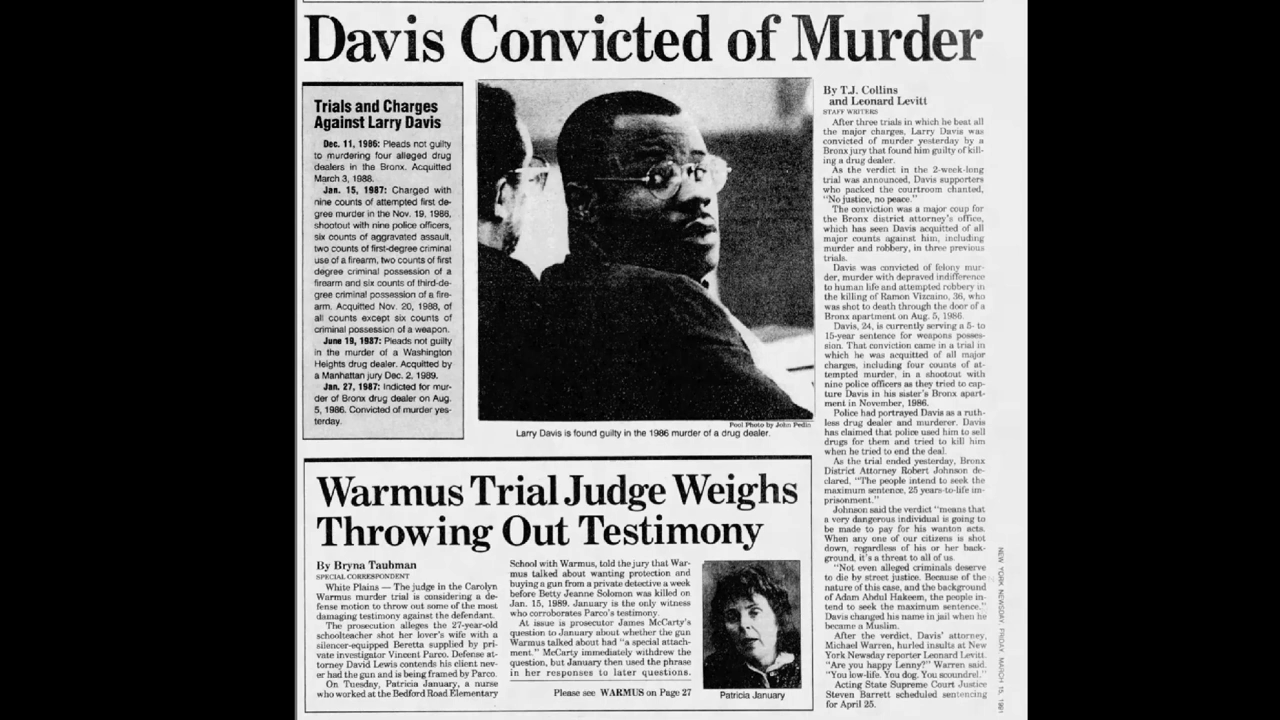 Davis Convicted of Murder
Trials and Charges
Against Larry Davis
Dec. 11, 1986: Pleads not guilty
to murdering four alleged drug
dealers in the Bronx. Acquitted
March 3, 1988.
Jan. 15, 1987: Charged with
nine counts of attempted first de-
gree murder in the Nov. 19, 1986,
shootout with nine police officers,
six counts of aggravated assault,
two counts of first-degree criminal
use of a firearm, two counts of first
degree criminal possession of a
firearm and six counts of third-de-
gree criminal possession of a fire-
arm. Acquitted Nov. 20, 1988, of
all counts except six counts of
criminal possession of a weapon.
June 19, 1987: Pleads not guilty
in the murder of a Washington
Heights drug dealer. Acquitted by
a Manhattan jury Dec. 2, 1989.
Jan. 27, 1987: Indicted for mur-
der of Bronx drug dealer on Aug.
5, 1986. Convicted of murder yes-
terday.
Pool Photo by John Pedin
Larry Davis is found guilty in the 1986 murder of a drug dealer.
By T.J. Collins
and Leonard Levitt
STAFF WRITERS
After three trials in which he beat all
the major charges, Larry Davis was
convicted of murder yesterday by a
Bronx jury that found him guilty of kill-
ing a drug dealer.
As the verdict in the 2-week-long
trial was announced, Davis supporters
who packed the courtroom chanted,
"No justice, no peace."
The conviction was a major coup for
the Bronx district attorney's office,
which has seen Davis acquitted of all
major counts against him, including
murder and robbery, in three previous
trials.
Davis was convicted of felony mur-
der, murder with depraved indifference
to human life and attempted robbery in
the killing of Ramon Vizcaino, 36, who
was shot to death through the door of a
Bronx apartment on Aug. 5, 1986.
Davis, 24, is currently serving a 5- to
15-year sentence for weapons posses-
sion. That conviction came in a trial in
which he was acquitted of all major
charges, including four counts of at-
tempted murder, in a shootout with
nine police officers as they tried to cap-
ture Davis in his sister's Bronx apart-
ment in November, 1986.
Police had portrayed Davis as a ruth-
less drug dealer and murderer. Davis
has claimed that police used him to sell
drugs for them and tried to kill him
when he tried to end the deal.
As the trial ended yesterday, Bronx
District Attorney Robert Johnson de-
clared, "The people intend to seek the
maximum sentence, 25 years-to-life im-
prisonment."
Johnson said the verdict "means that
a very dangerous individual is going to
be made to pay for his wanton acts.
When any one of our citizens is shot
down, regardless of his or her back-
ground, it's a threat to all of us.
"Not even alleged criminals deserve
to die by street justice. Because of the
nature of this case, and the background
of Adam Abdul Hakeem, the people in-
tend to seek the maximum sentence."
Davis changed his name in jail when he
became a Muslim.
After the verdict, Davis' attorney,
Michael Warren, hurled insults at New
York Newsday reporter Leonard Levitt.
"Are you happy Lenny?" Warren said.
"You low-life. You dog. You scoundrel."
Acting State Supreme Court Justice
Steven Barrett scheduled sentencing
for April 25.
Warmus Trial Judge Weighs
Throwing Out Testimony
By Bryna Taubman
SPECIAL CORRESPONDENT
White Plains — The judge in the Carolyn
Warmus murder trial is considering a de-
fense motion to throw out some of the most
damaging testimony against the defendant.
The prosecution alleges the 27-year-old
schoolteacher shot her lover's wife with a
silencer-equipped Beretta supplied by pri-
vate investigator Vincent Parco. Defense at-
torney David Lewis contends his client nev-
er had the gun and is being framed by Parco.
On Tuesday, Patricia January, a nurse
who worked at the Bedford Road Elementary
School with Warmus, told the jury that War-
mus talked about wanting protection and
buying a gun from a private detective a week
before Betty Jeanne Solomon was killed on
Jan. 15, 1989. January is the only witness
who corroborates Parco's testimony.
At issue is prosecutor James McCarty's
question to January about whether the gun
Warmus talked about had "a special attach-
ment." McCarty immediately withdrew the
question, but January then used the phrase
in her responses to later questions.
Please see WARMUS on Page 27
Patricia January
NEW YORK NEWSDAY, FRIDAY, MARCH 15, 1991